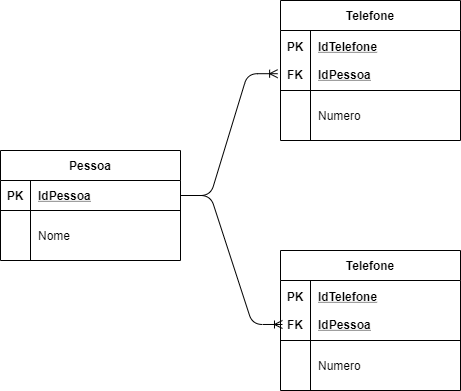 Telefone
PK IdTelefone
FK IdPessoa
Numero
Pessoa
PK IdPessoa
Nome
Telefone
PK IdTelefone
FK IdPessoa
Numero